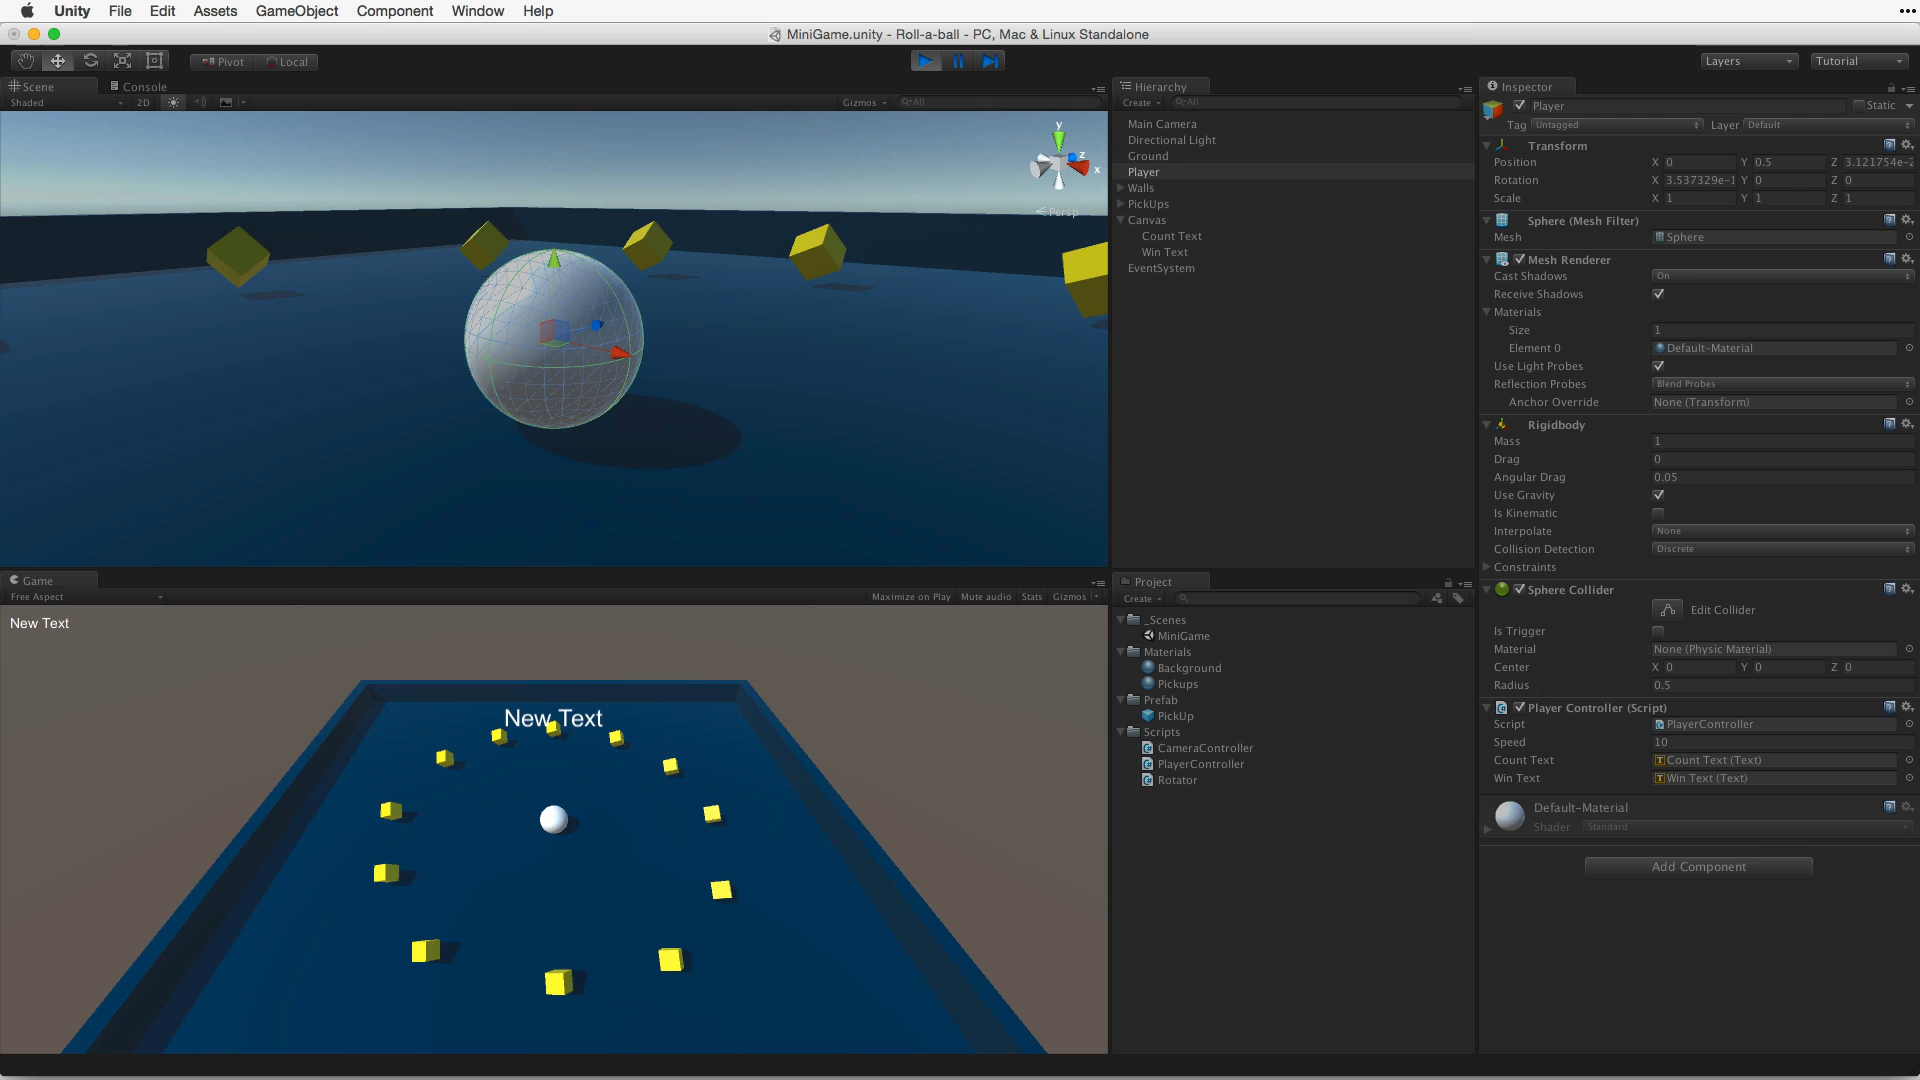 Unity File Edit Assets GameObject Component Window Help
MiniGame.unity - Roll-a-ball - PC, Mac & Linux Standalone
Pivot Local
Layers Tutorial
Scene Console
Shaded 2D Gizmos All
y
z
x
Persp
Hierarchy
Create All
Main Camera
Directional Light
Ground
Player
Walls
PickUps
Canvas
Count Text
Win Text
EventSystem
Inspector
Player Static
Tag Untagged Layer Default
Transform
Position X 0 Y 0.5 Z 3.121754e-2
Rotation X 3.537329e-1 Y 0 Z 0
Scale X 1 Y 1 Z 1
Sphere (Mesh Filter)
Mesh Sphere
Mesh Renderer
Cast Shadows On
Receive Shadows
Materials
Size 1
Element 0 Default-Material
Use Light Probes
Reflection Probes Blend Probes
Anchor Override None (Transform)
Rigidbody
Mass 1
Drag 0
Angular Drag 0.05
Use Gravity
Is Kinematic
Interpolate None
Collision Detection Discrete
Constraints
Sphere Collider
Edit Collider
Is Trigger
Material None (Physic Material)
Center X 0 Y 0 Z 0
Radius 0.5
Player Controller (Script)
Script PlayerController
Speed 10
Count Text Count Text (Text)
Win Text Win Text (Text)
Default-Material
Shader Standard
Add Component
Game
Free Aspect Maximize on Play Mute audio Stats Gizmos
New Text
New Text
Project
Create
_Scenes
MiniGame
Materials
Background
Pickups
Prefab
PickUp
Scripts
CameraController
PlayerController
Rotator